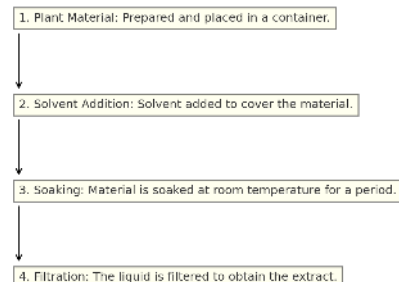 1. Plant Material: Prepared and placed in a container.
2. Solvent Addition: Solvent added to cover the material.
3. Soaking: Material is soaked at room temperature for a period.
4. Filtration: The liquid is filtered to obtain the extract.